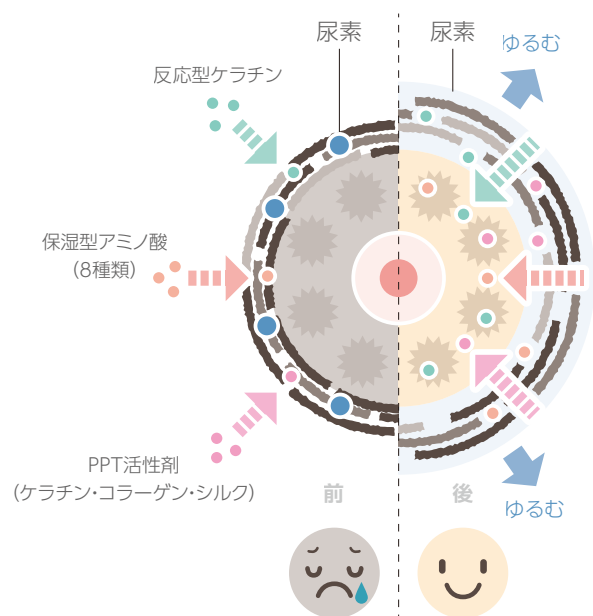 尿素
尿素
ゆるむ
反応型ケラチン
保湿型アミノ酸
（8種類）
PPT活性剤
（ケラチン・コラーゲン・シルク）
ゆるむ
前
後